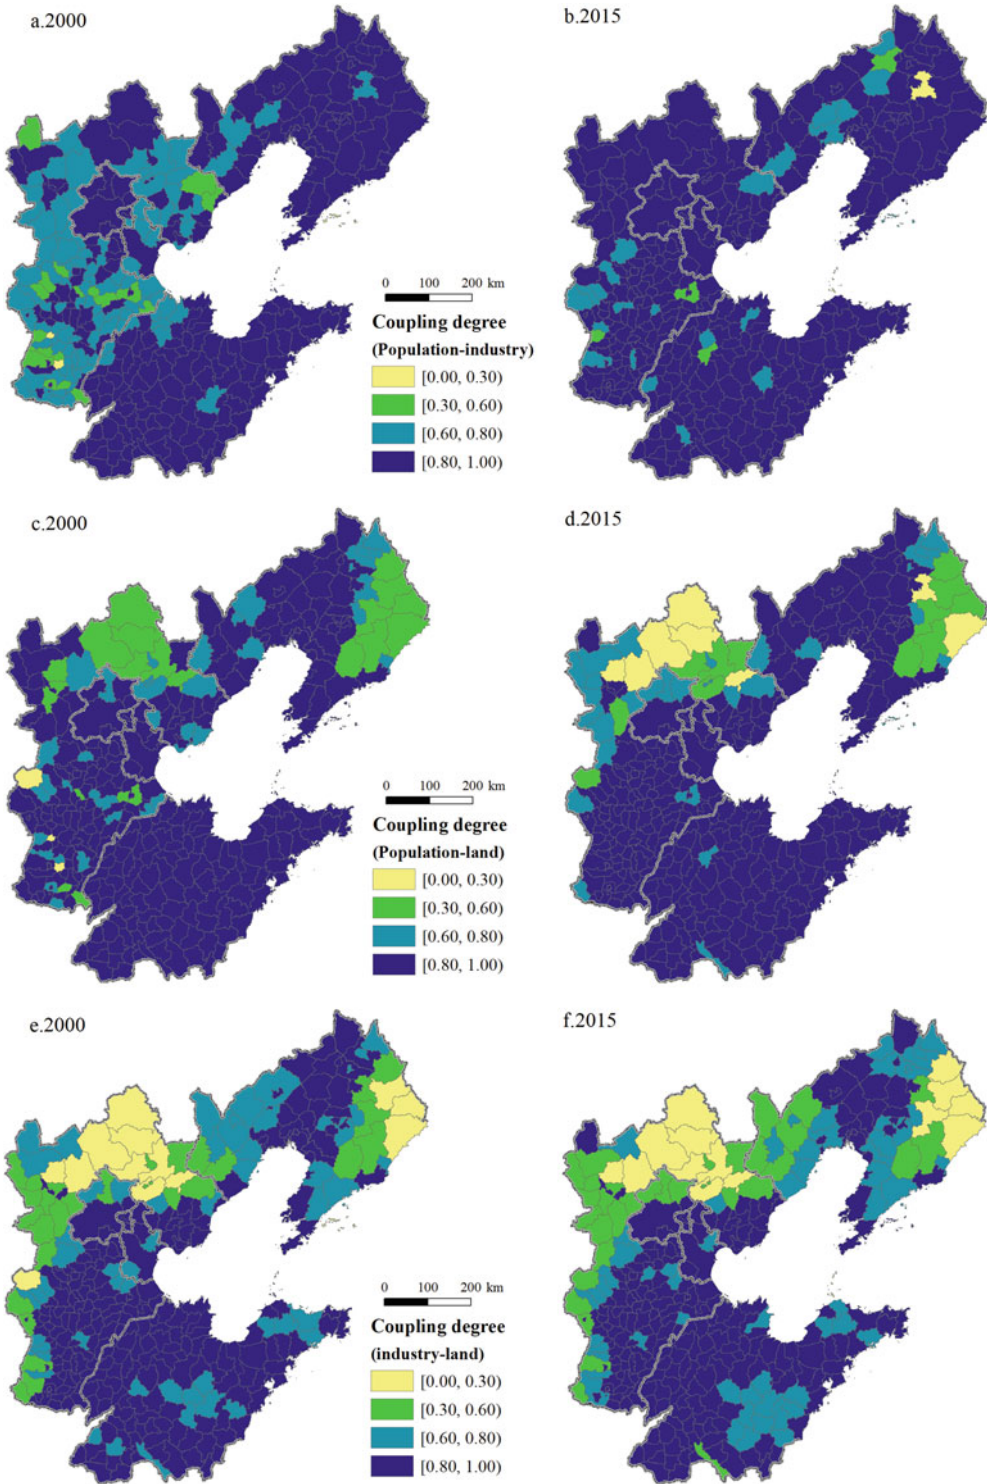 a.2000
b.2015
0 100 200 km
Coupling degree
(Population-industry)
[0.00, 0.30)
[0.30, 0.60)
[0.60, 0.80)
[0.80, 1.00)
c.2000
d.2015
0 100 200 km
Coupling degree
(Population-land)
[0.00, 0.30)
[0.30, 0.60)
[0.60, 0.80)
[0.80, 1.00)
e.2000
f.2015
0 100 200 km
Coupling degree
(industry-land)
[0.00, 0.30)
[0.30, 0.60)
[0.60, 0.80)
[0.80, 1.00)